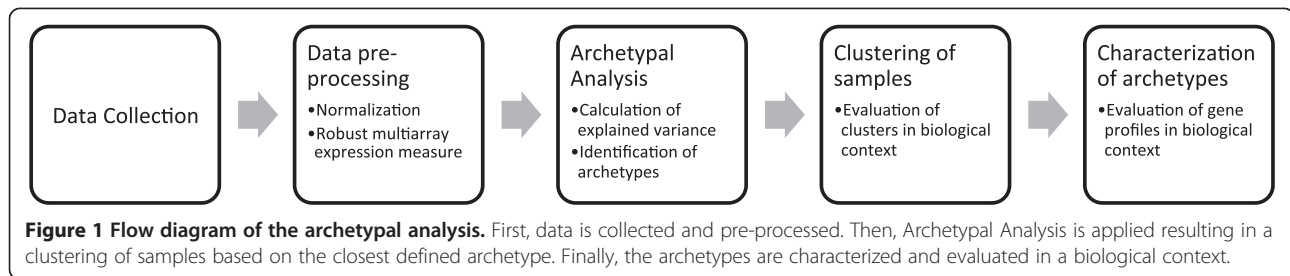 Data Collection
Data pre-
processing
•Normalization
•Robust multiarray
expression measure
Archetypal
Analysis
•Calculation of
explained variance
•Identification of
archetypes
Clustering of
samples
•Evaluation of
clusters in biological
context
Characterization
of archetypes
•Evaluation of gene
profiles in biological
context
Figure 1 Flow diagram of the archetypal analysis. First, data is collected and pre-processed. Then, Archetypal Analysis is applied resulting in a
clustering of samples based on the closest defined archetype. Finally, the archetypes are characterized and evaluated in a biological context.